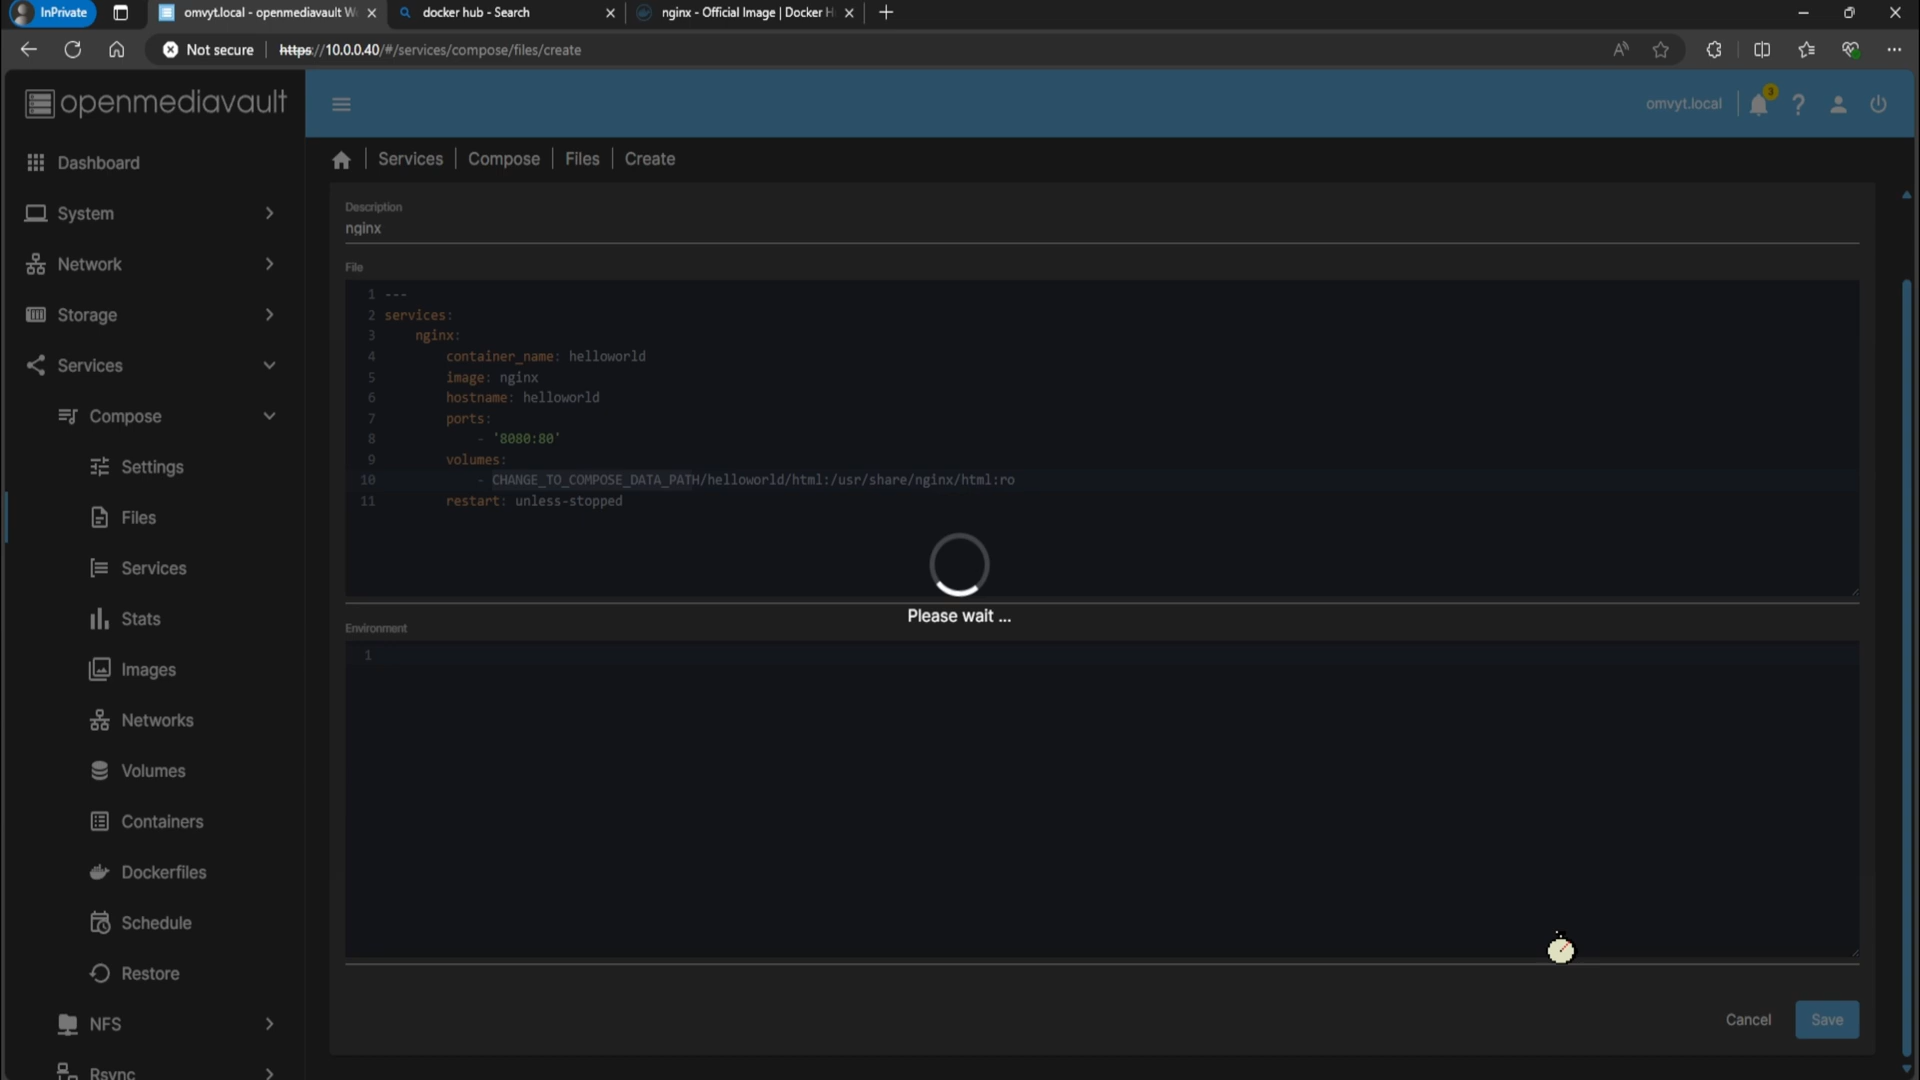 InPrivate
omvyt.local - openmediavault W
docker hub - Search
nginx - Official Image | Docker H
Not secure
https://10.0.0.40/#/services/compose/files/create
openmediavault
omvyt.local
3
Dashboard
System
Network
Storage
Services
Compose
Settings
Files
Services
Stats
Images
Networks
Volumes
Containers
Dockerfiles
Schedule
Restore
NFS
Rsync
Services | Compose | Files | Create
Description
nginx
File
1 ---
2 services:
3 nginx:
4 container_name: helloworld
5 image: nginx
6 hostname: helloworld
7 ports:
8 - '8080:80'
9 volumes:
10 - CHANGE_TO_COMPOSE_DATA_PATH/helloworld/html:/usr/share/nginx/html:ro
11 restart: unless-stopped
Please wait ...
Environment
1
Cancel
Save